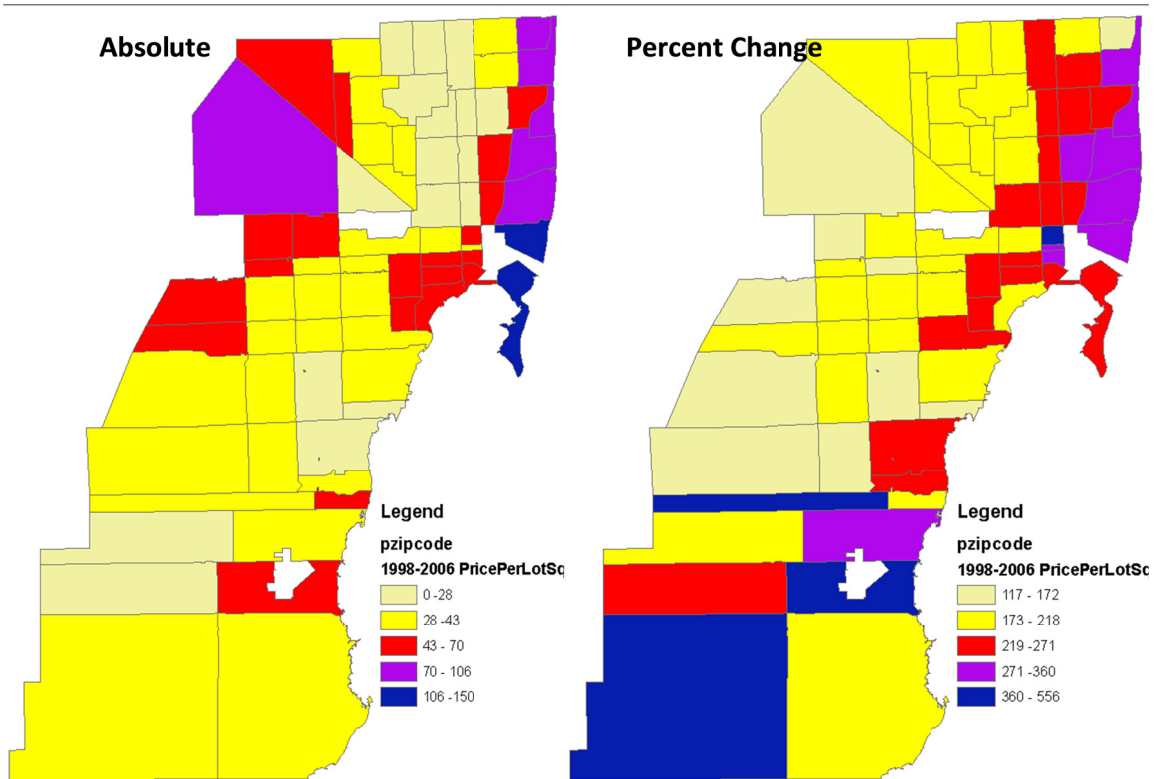 Absolute
Legend
pzipcode
1998-2006 PricePerLotSq
0 -28
28 -43
43 - 70
70 - 106
106 -150
Percent Change
Legend
pzipcode
1998-2006 PricePerLotSq
117 - 172
173 - 218
219 -271
271 -360
360 - 556